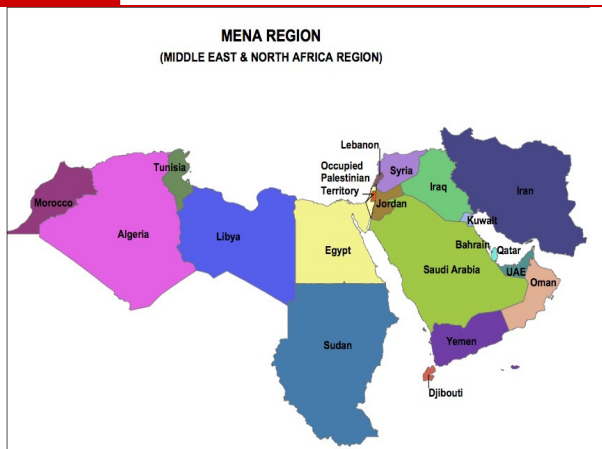 MENA REGION
(MIDDLE EAST & NORTH AFRICA REGION)
Lebanon
Occupied
Palestinian
Territory
Tunisia
Syria
Iraq
Iran
Morocco
Jordan
Kuwait
Algeria
Libya
Egypt
Bahrain
Qatar
Saudi Arabia
UAE
Oman
Sudan
Yemen
Djibouti